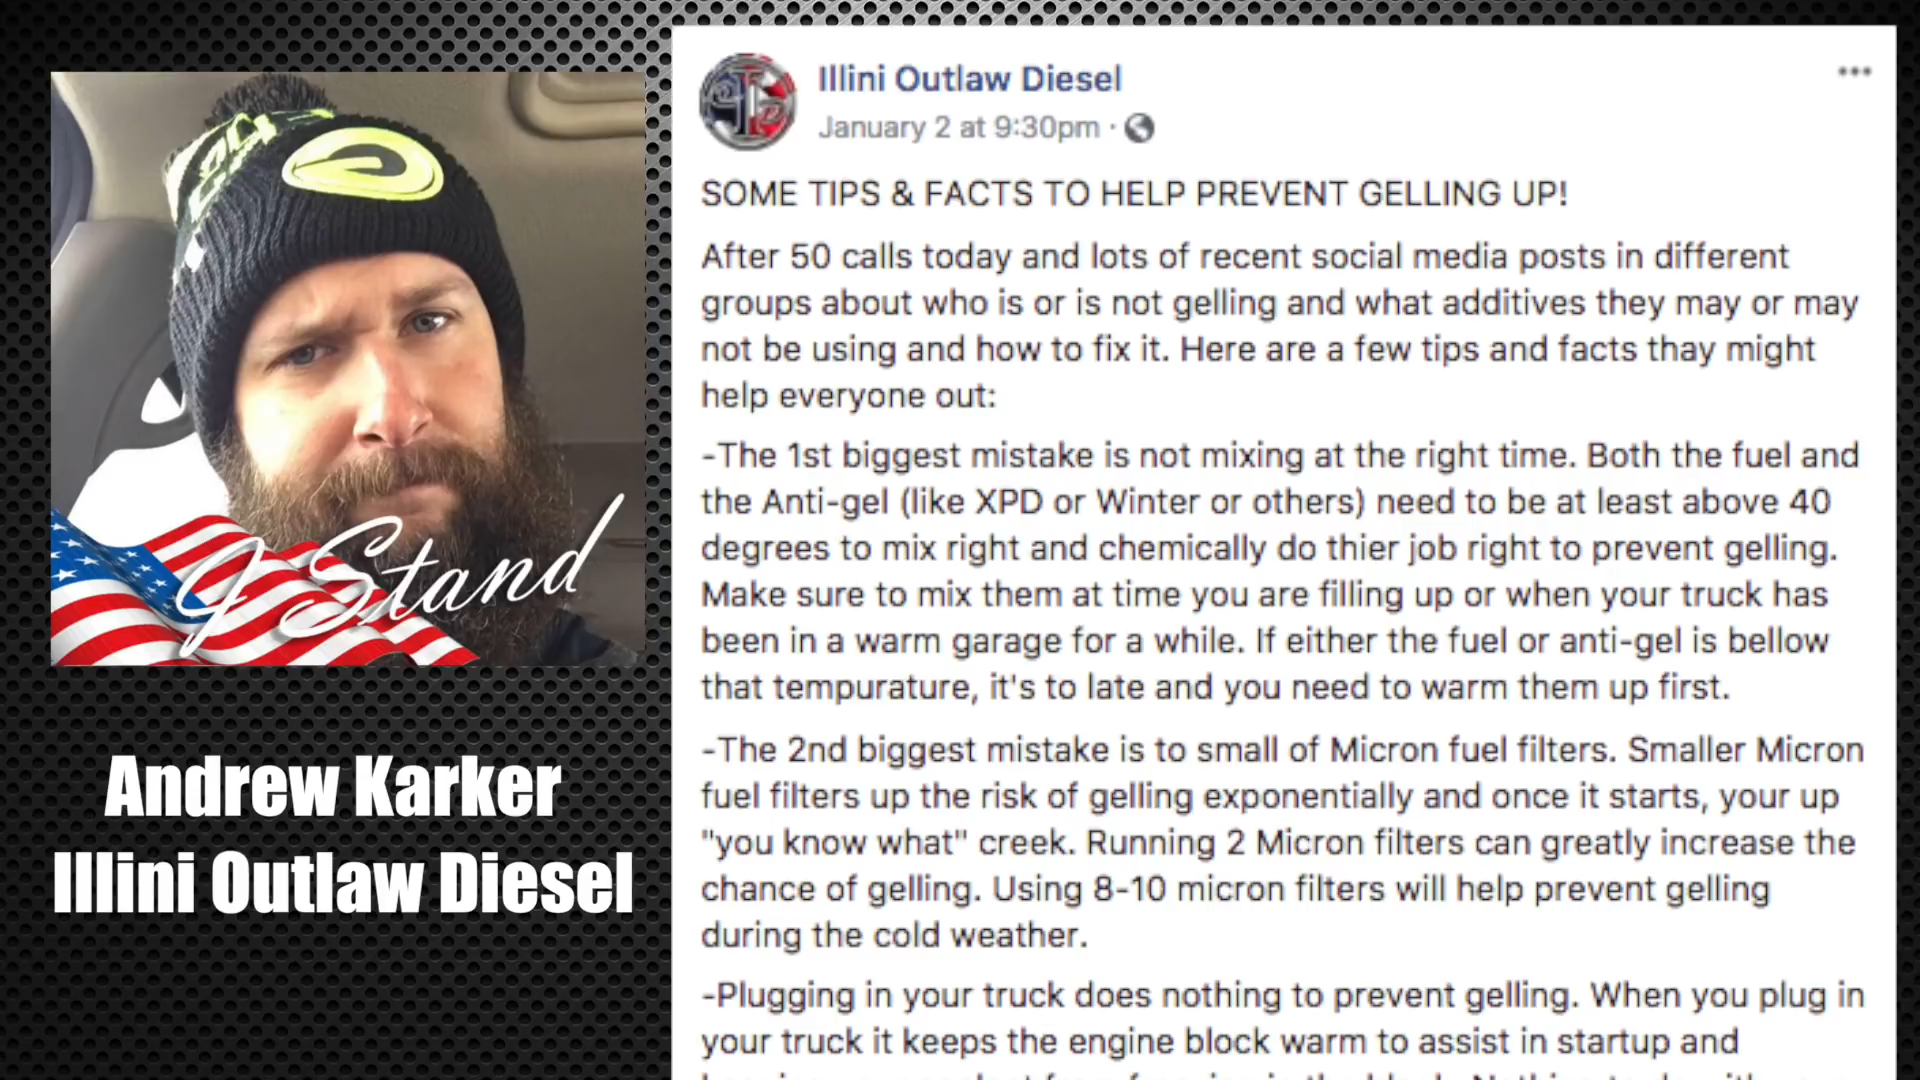 I Stand
Andrew Karker
Illini Outlaw Diesel
Illini Outlaw Diesel
January 2 at 9:30pm ·
SOME TIPS & FACTS TO HELP PREVENT GELLING UP!
After 50 calls today and lots of recent social media posts in different
groups about who is or is not gelling and what additives they may or may
not be using and how to fix it. Here are a few tips and facts thay might
help everyone out:
-The 1st biggest mistake is not mixing at the right time. Both the fuel and
the Anti-gel (like XPD or Winter or others) need to be at least above 40
degrees to mix right and chemically do thier job right to prevent gelling.
Make sure to mix them at time you are filling up or when your truck has
been in a warm garage for a while. If either the fuel or anti-gel is bellow
that tempurature, it's to late and you need to warm them up first.
-The 2nd biggest mistake is to small of Micron fuel filters. Smaller Micron
fuel filters up the risk of gelling exponentially and once it starts, your up
"you know what" creek. Running 2 Micron filters can greatly increase the
chance of gelling. Using 8-10 micron filters will help prevent gelling
during the cold weather.
-Plugging in your truck does nothing to prevent gelling. When you plug in
your truck it keeps the engine block warm to assist in startup and